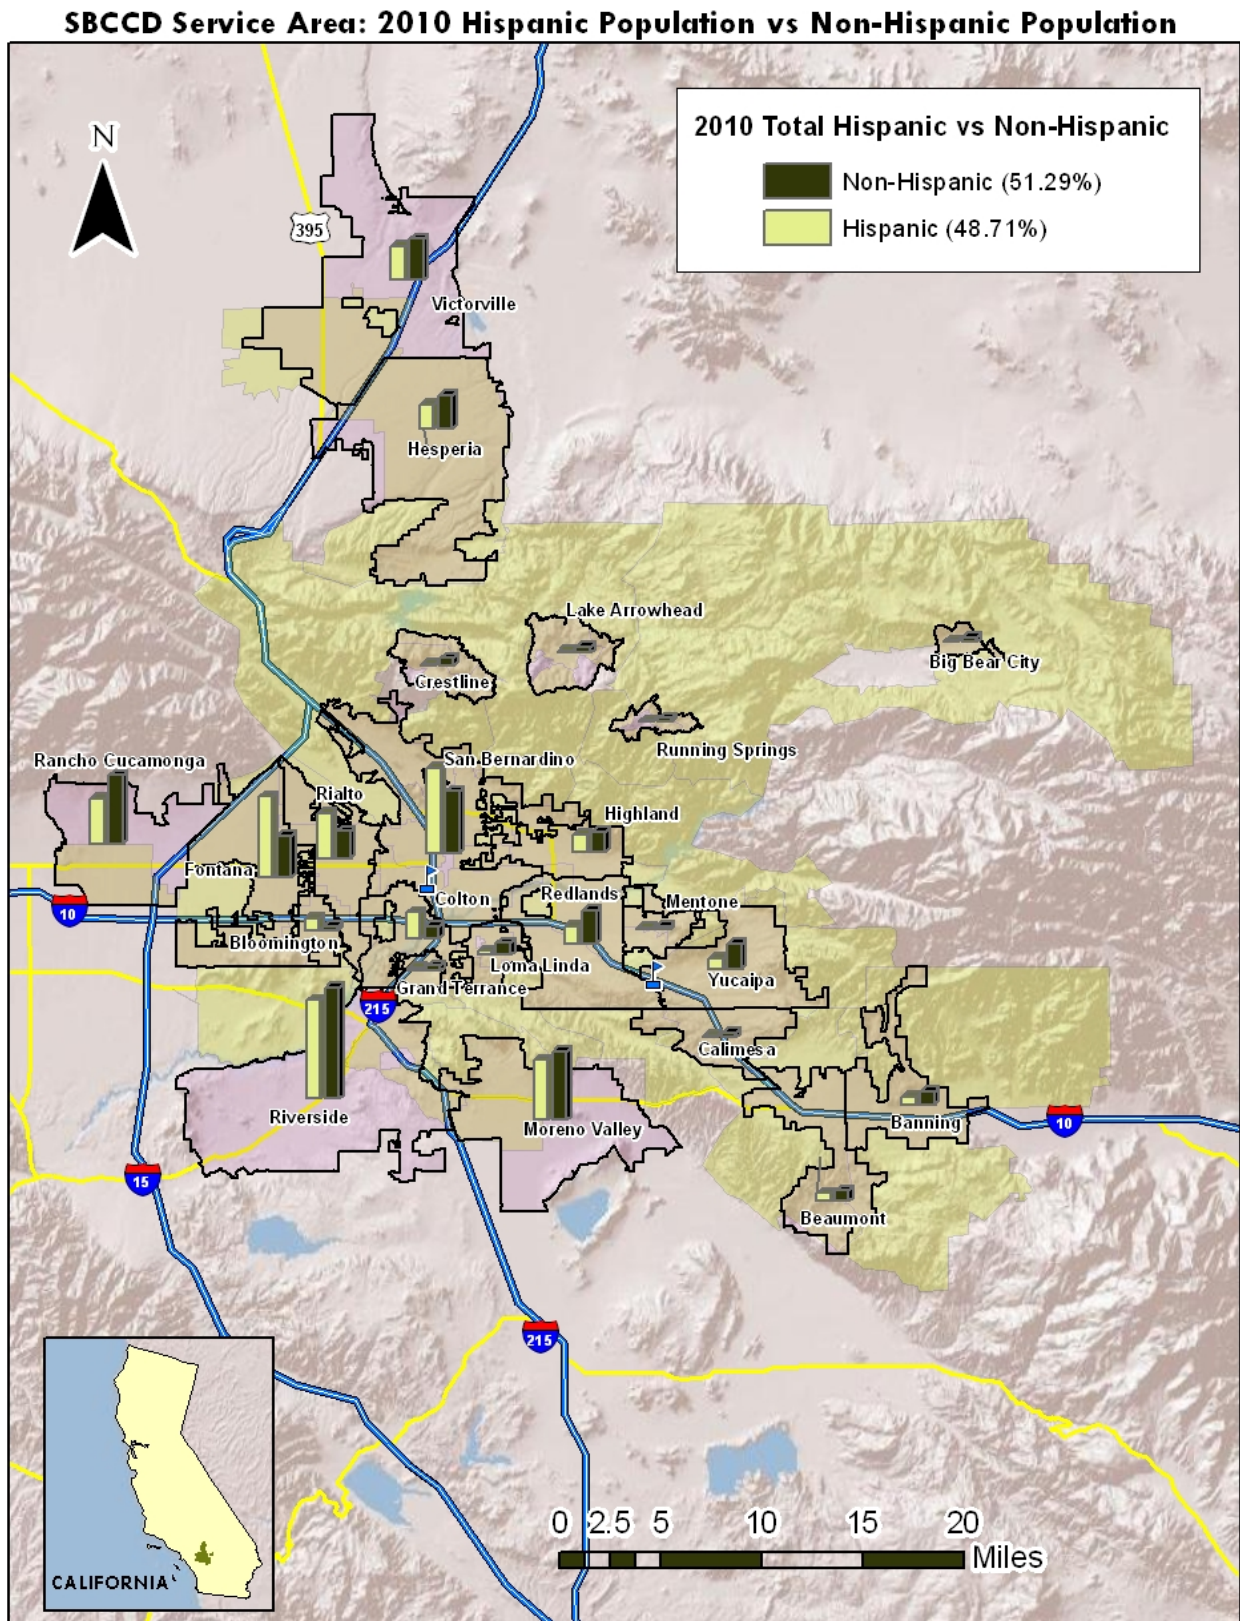 SBCCD Service Area: 2010 Hispanic Population vs Non-Hispanic Population
N
2010 Total Hispanic vs Non-Hispanic
Non-Hispanic (51.29%)
Hispanic (48.71%)
395
Victorville
Hesperia
Lake Arrowhead
Big Bear City
Crestline
Running Springs
Rancho Cucamonga
San Bernardino
Rialto
Highland
Fontana
Redlands
Colton
Mentone
10
Bloomington
Loma Linda
Yucaipa
Grand Terrance
215
Calimesa
Riverside
Moreno Valley
Banning
10
15
Beaumont
215
0 2.5 5 10 15 20
Miles
CALIFORNIA